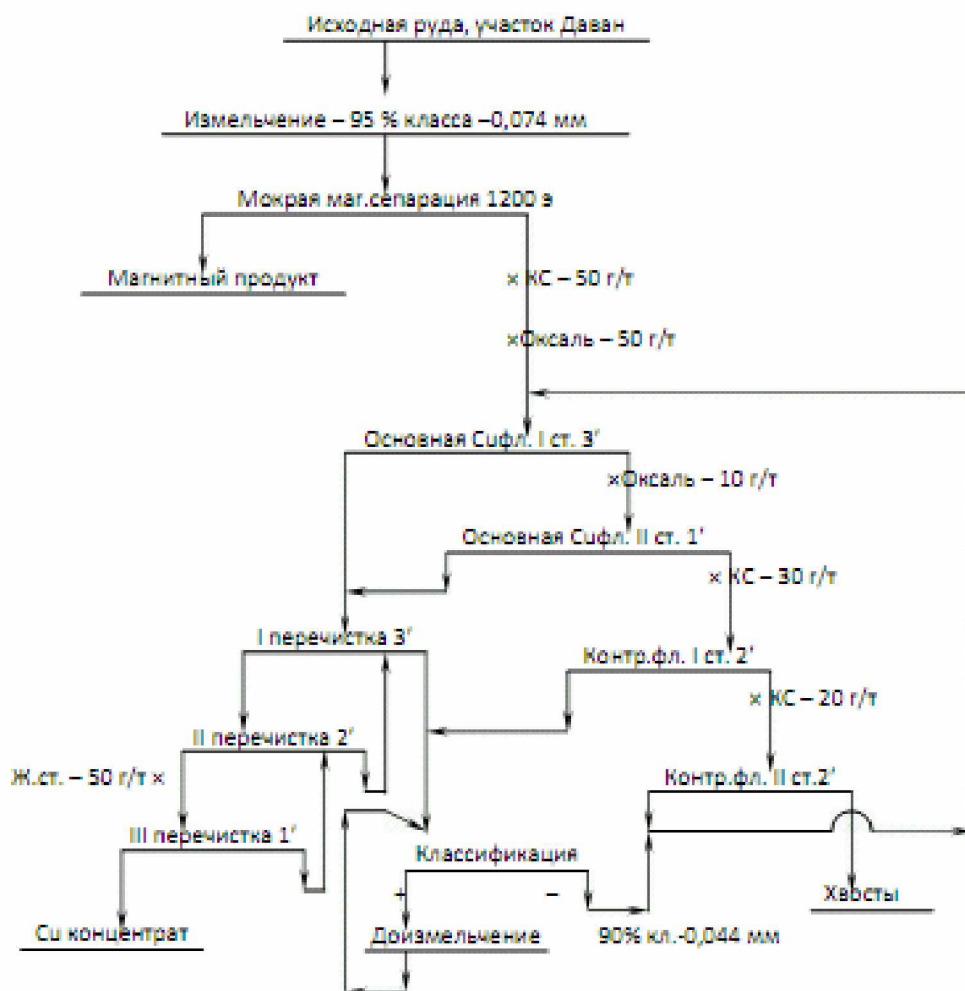 Исходная руда, участок Даван
Измельчение – 95 % класса –0,074 мм
Мокрая маг.сепарация 1200 э
Магнитный продукт
× КС – 50 г/т
×Оксаль – 50 г/т
Основная Cuфл. I ст. 3′
×Оксаль – 10 г/т
Основная Cuфл. II ст. 1′
× КС – 30 г/т
I перечистка 3′
Контр.фл. I ст. 2′
× КС – 20 г/т
II перечистка 2′
Ж.ст. – 50 г/т ×
Контр.фл. II ст.2′
III перечистка 1′
Классификация
+ –
Хвосты
Cu концентрат
Доизмельчение
90% кл.-0,044 мм